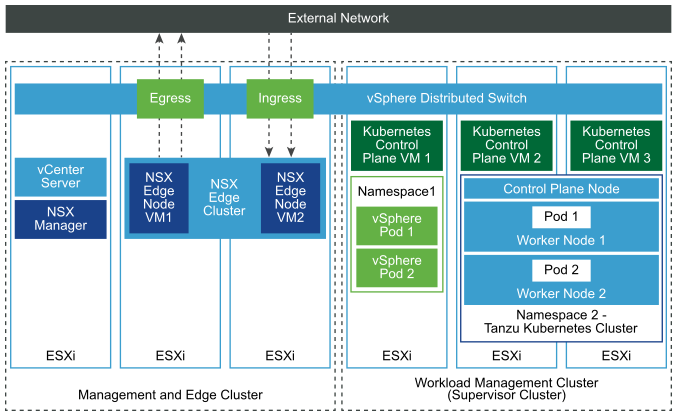 External Network
Egress
Ingress
vSphere Distributed Switch
Kubernetes
Control
Plane VM 1
Kubernetes
Control
Plane VM 2
Kubernetes
Control
Plane VM 3
vCenter
Server
NSX
Manager
NSX
Edge
Node
VM1
NSX
Edge
Cluster
NSX
Edge
Node
VM2
Namespace1
vSphere
Pod 1
vSphere
Pod 2
Control Plane Node
Pod 1
Worker Node 1
Pod 2
Worker Node 2
Namespace 2 -
Tanzu Kubernetes Cluster
ESXi
ESXi
ESXi
ESXi
ESXi
ESXi
Management and Edge Cluster
Workload Management Cluster
(Supervisor Cluster)